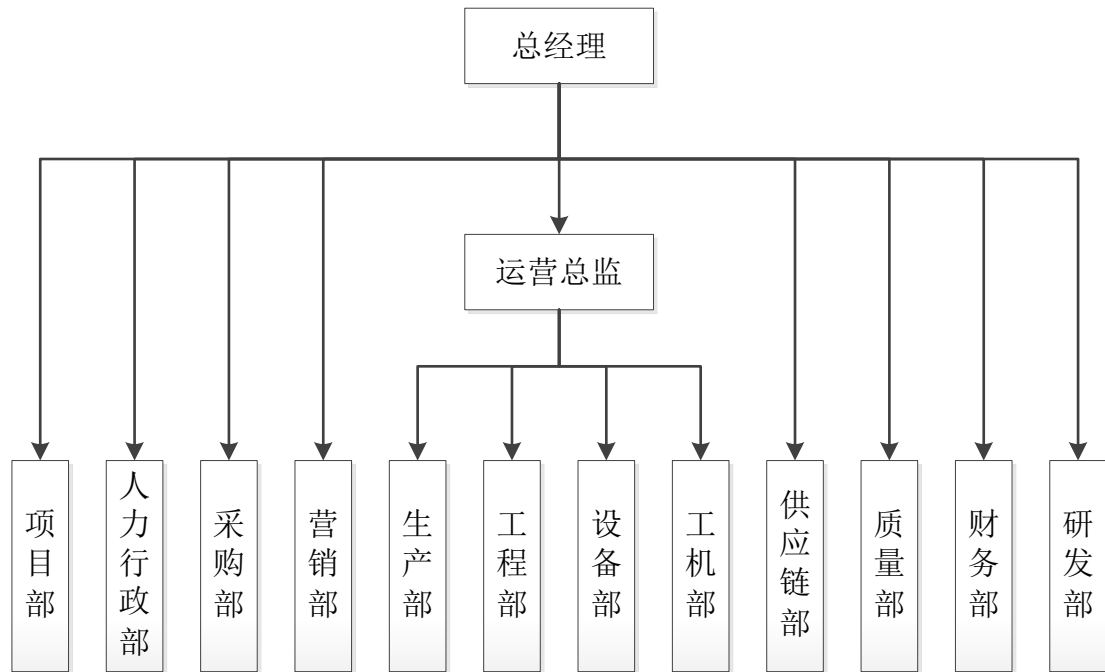 总经理
运营总监
项目部
人力行政部
采购部
营销部
生产部
工程部
设备部
工机部
供应链部
质量部
财务部
研发部